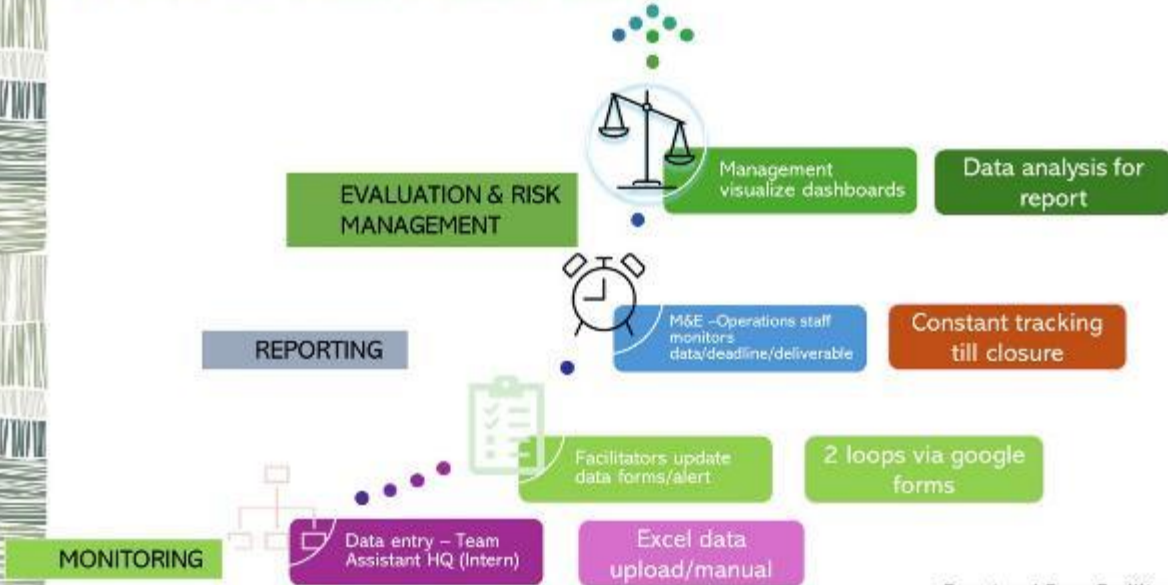 Management
visualize dashboards
Data analysis for
report
EVALUATION & RISK
MANAGEMENT
M&E –Operations staff
monitors
data/deadline/deliverable
Constant tracking
till closure
REPORTING
Facilitators update
data forms/alert
2 loops via google
forms
Data entry – Team
Assistant HQ (Intern)
Excel data
upload/manual
MONITORING